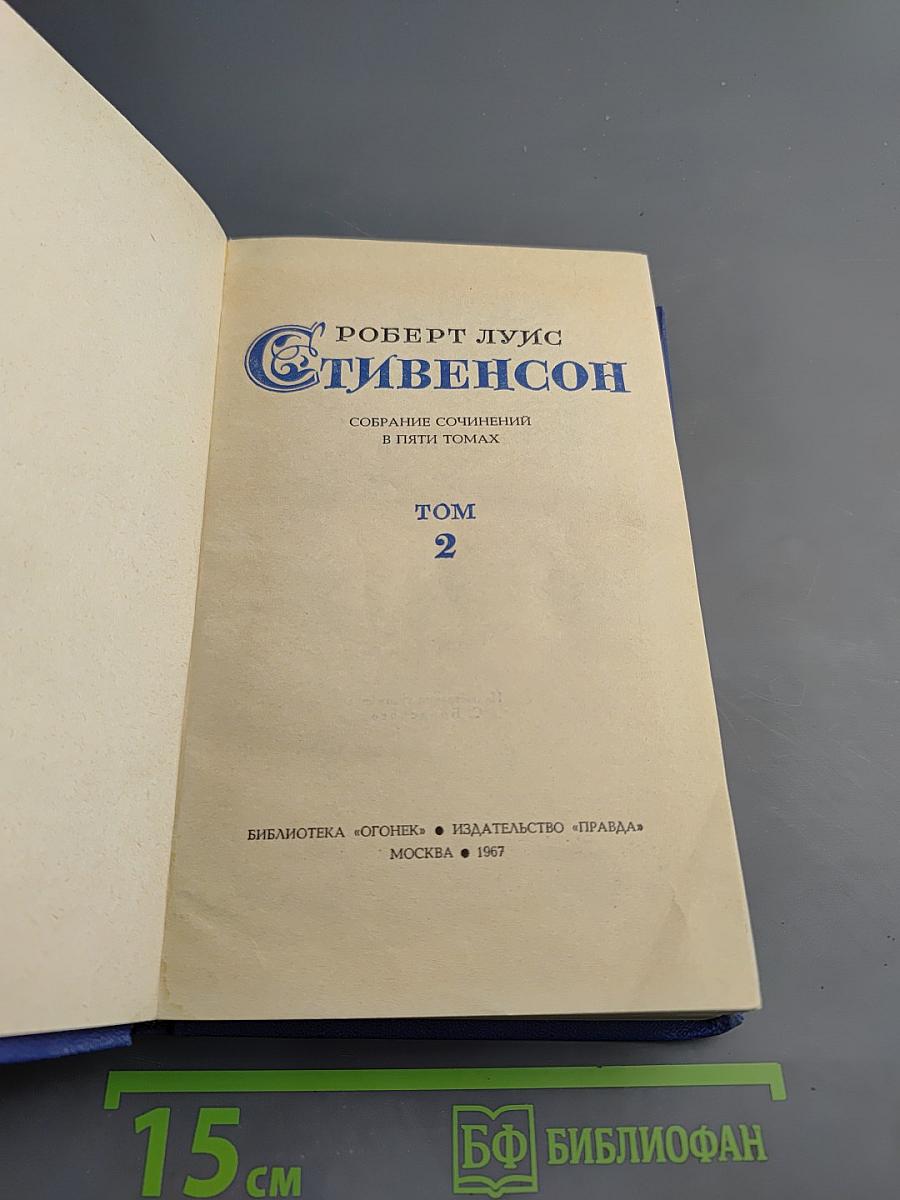 РОБЕРТ ЛУИС
СТИВЕНСОН
СОБРАНИЕ СОЧИНЕНИЙ
В ПЯТИ ТОМАХ
ТОМ
2
БИБЛИОТЕКА «ОГОНЕК» ● ИЗДАТЕЛЬСТВО «ПРАВДА»
МОСКВА ● 1967
15 см
БФ БИБЛИОФАН